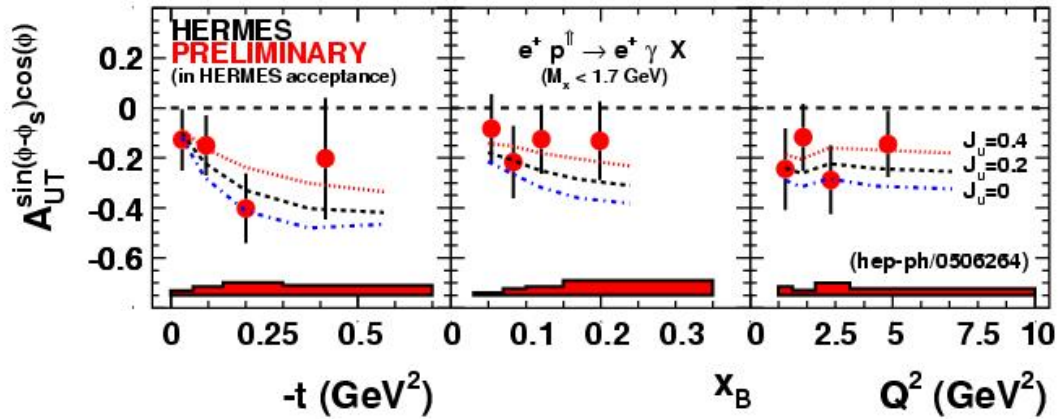 HERMES
PRELIMINARY
(in HERMES acceptance)
e⁺ p⇑ → e⁺ γ X
(Mₓ < 1.7 GeV)
A_UT^sin(ϕ-ϕ_s)cos(ϕ)
0.2
0
-0.2
-0.4
-0.6
J_u=0.4
J_u=0.2
J_u=0
(hep-ph/0506264)
0 0.25 0.5
0 0.1 0.2 0.3
0 2.5 5 7.5 10
-t (GeV²)
x_B
Q² (GeV²)